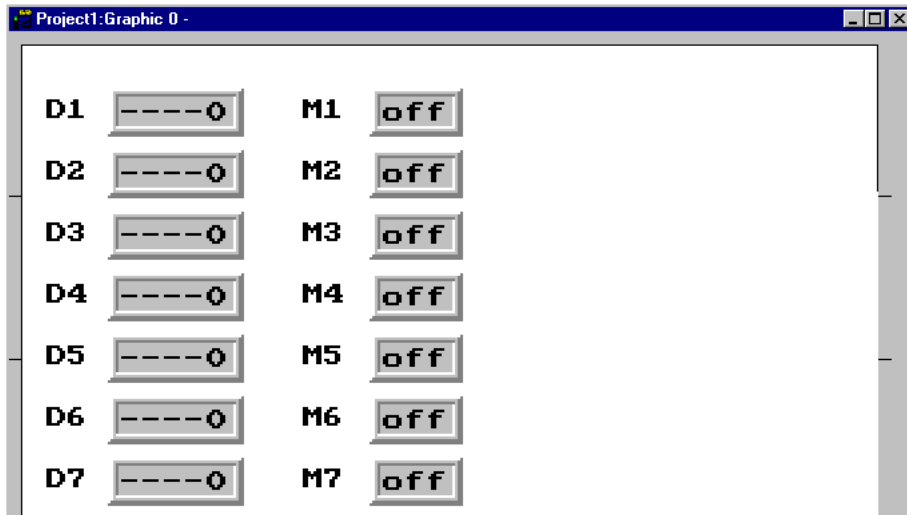 Project1:Graphic 0 -
D1 ----0 M1 off
D2 ----0 M2 off
D3 ----0 M3 off
D4 ----0 M4 off
D5 ----0 M5 off
D6 ----0 M6 off
D7 ----0 M7 off